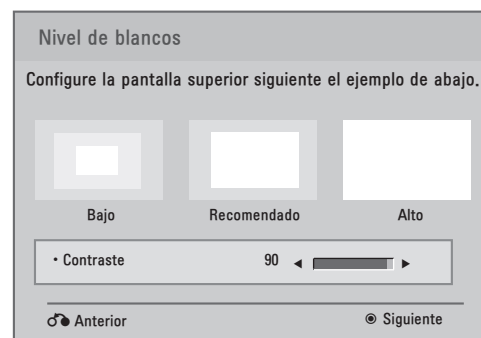 Nivel de blancos
Configure la pantalla superior siguiente el ejemplo de abajo.
Bajo Recomendado Alto
• Contraste 90
Anterior Siguiente